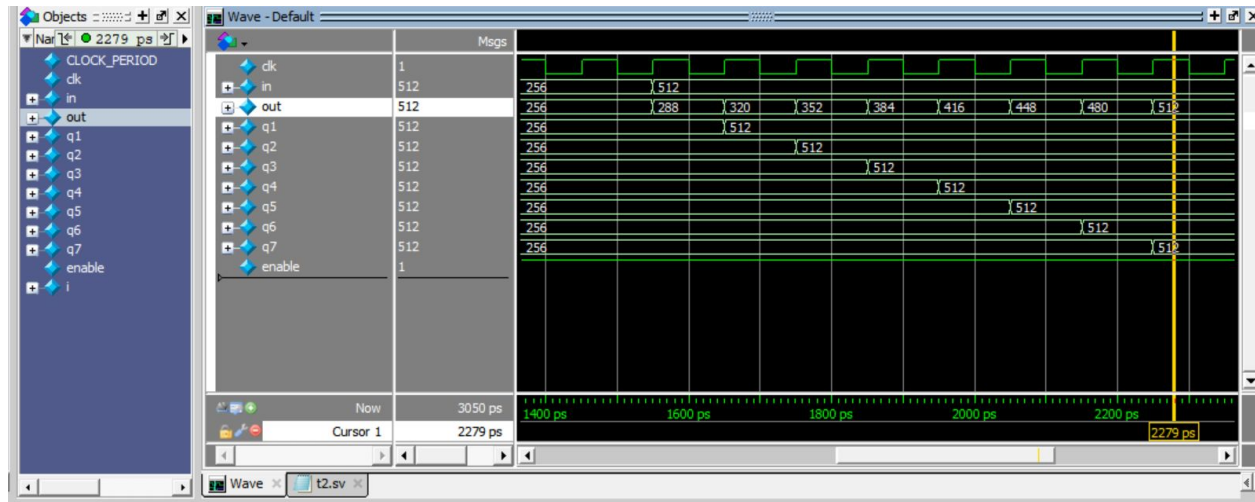 Objects
Nar 2279 ps
CLOCK_PERIOD
clk
in
out
q1
q2
q3
q4
q5
q6
q7
enable
i
Wave - Default
Msgs
clk 1
in 512 256 512
out 512 256 288 320 352 384 416 448 480 512
q1 512 256 512
q2 512 256 512
q3 512 256 512
q4 512 256 512
q5 512 256 512
q6 512 256 512
q7 512 256 512
enable 1
Now 3050 ps 1400 ps 1600 ps 1800 ps 2000 ps 2200 ps
Cursor 1 2279 ps 2279 ps
Wave t2.sv